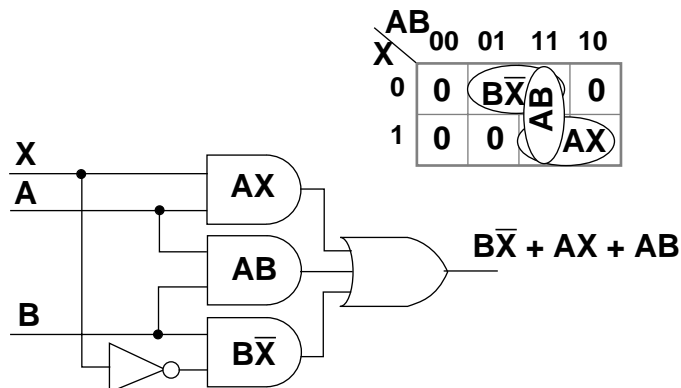 AB
X
00 01 11 10
0 0 BX̅ AB 0
1 0 0 AX
X
A
B
AX
AB
BX̅
BX̅ + AX + AB